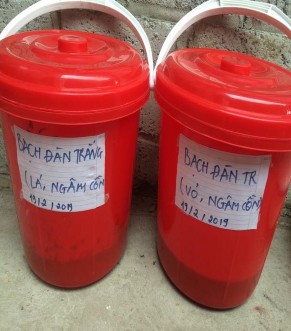 BẠCH ĐÀN TRẮNG
(LÁ, NGÂM CỒN)
19/2/2019
BẠCH ĐÀN TR
(VỎ, NGÂM CỒN)
19/2/2019